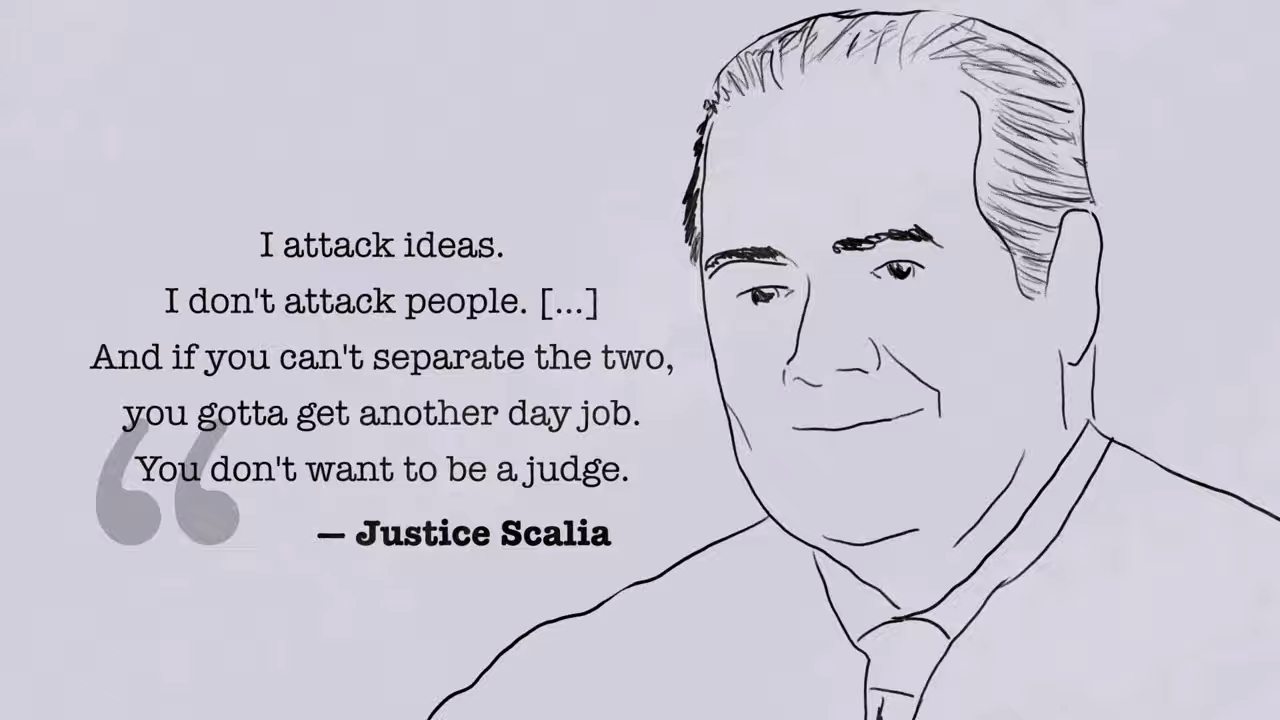 I attack ideas.
I don't attack people. [...]
And if you can't separate the two,
you gotta get another day job.
You don't want to be a judge.
— Justice Scalia